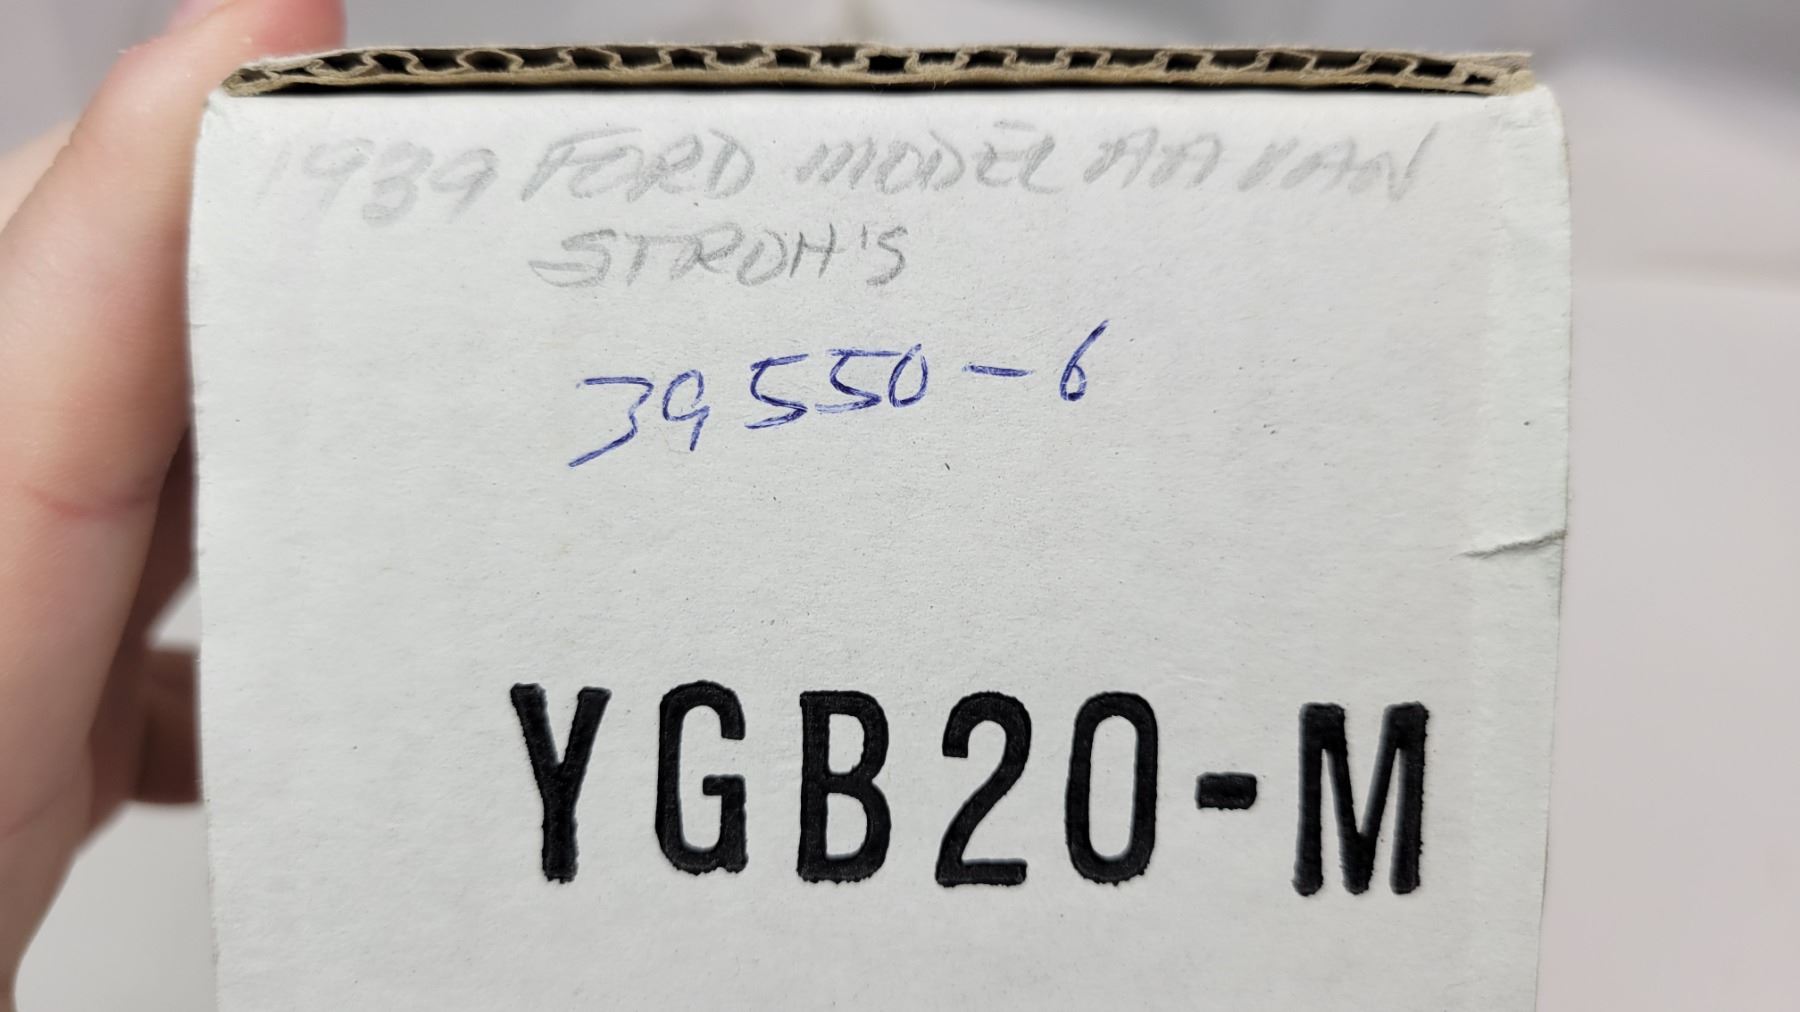 1939 FORD MODEL AA VAN
STROH'S
39550-6
YGB20-M